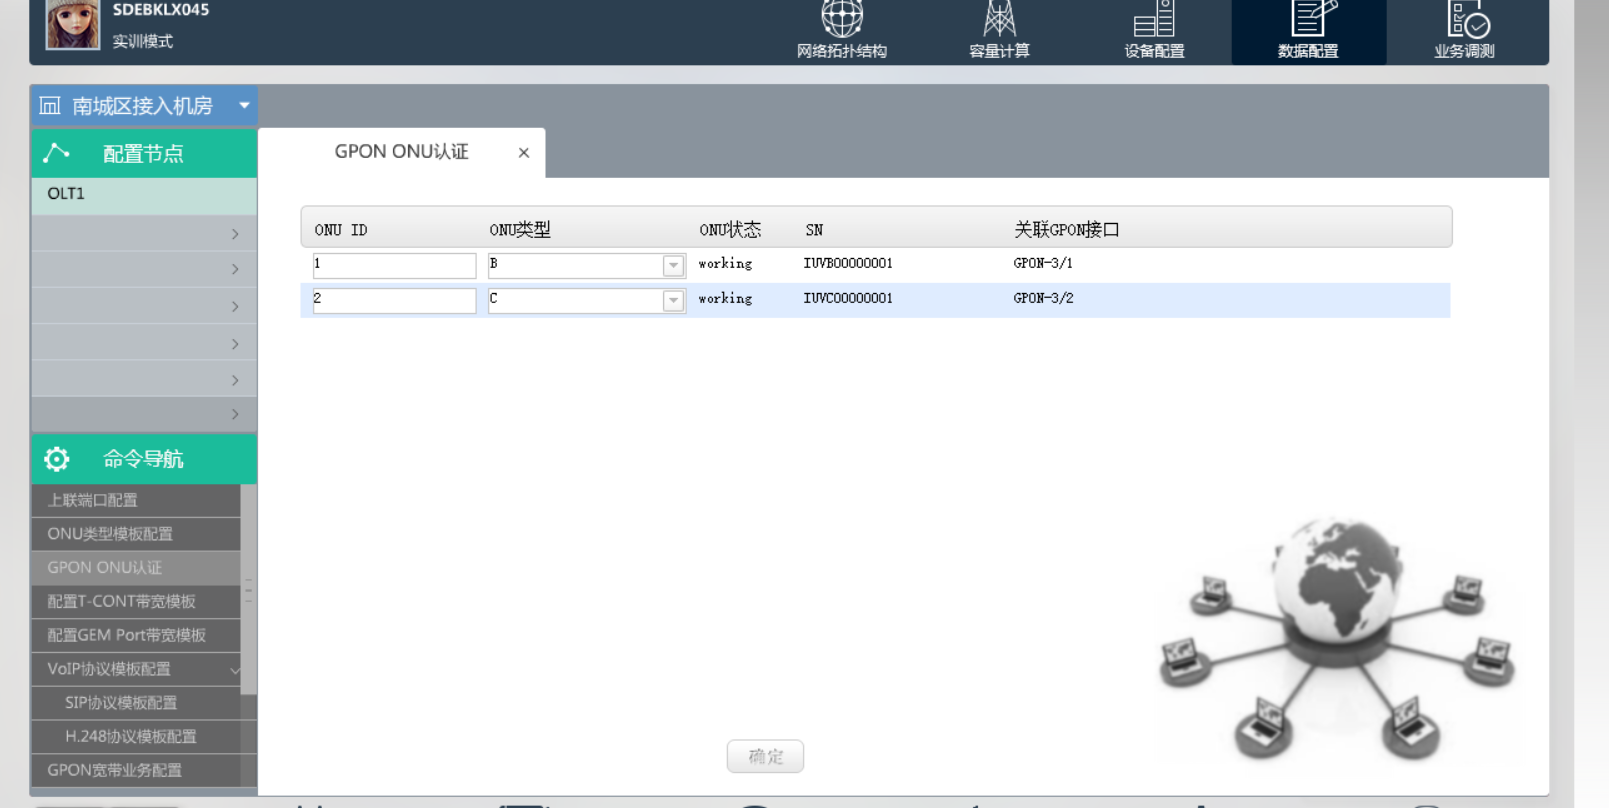 SDEBKLX045
实训模式
网络拓扑结构
容量计算
设备配置
数据配置
业务调测
南城区接入机房
配置节点
GPON ONU认证 ×
OLT1
ONU ID ONU类型 ONU状态 SN 关联GPON接口
1 B working IUVB00000001 GPON-3/1
2 C working IUVC00000001 GPON-3/2
命令导航
上联端口配置
ONU类型模板配置
GPON ONU认证
配置T-CONT带宽模板
配置GEM Port带宽模板
VoIP协议模板配置
SIP协议模板配置
H.248协议模板配置
GPON宽带业务配置
确定